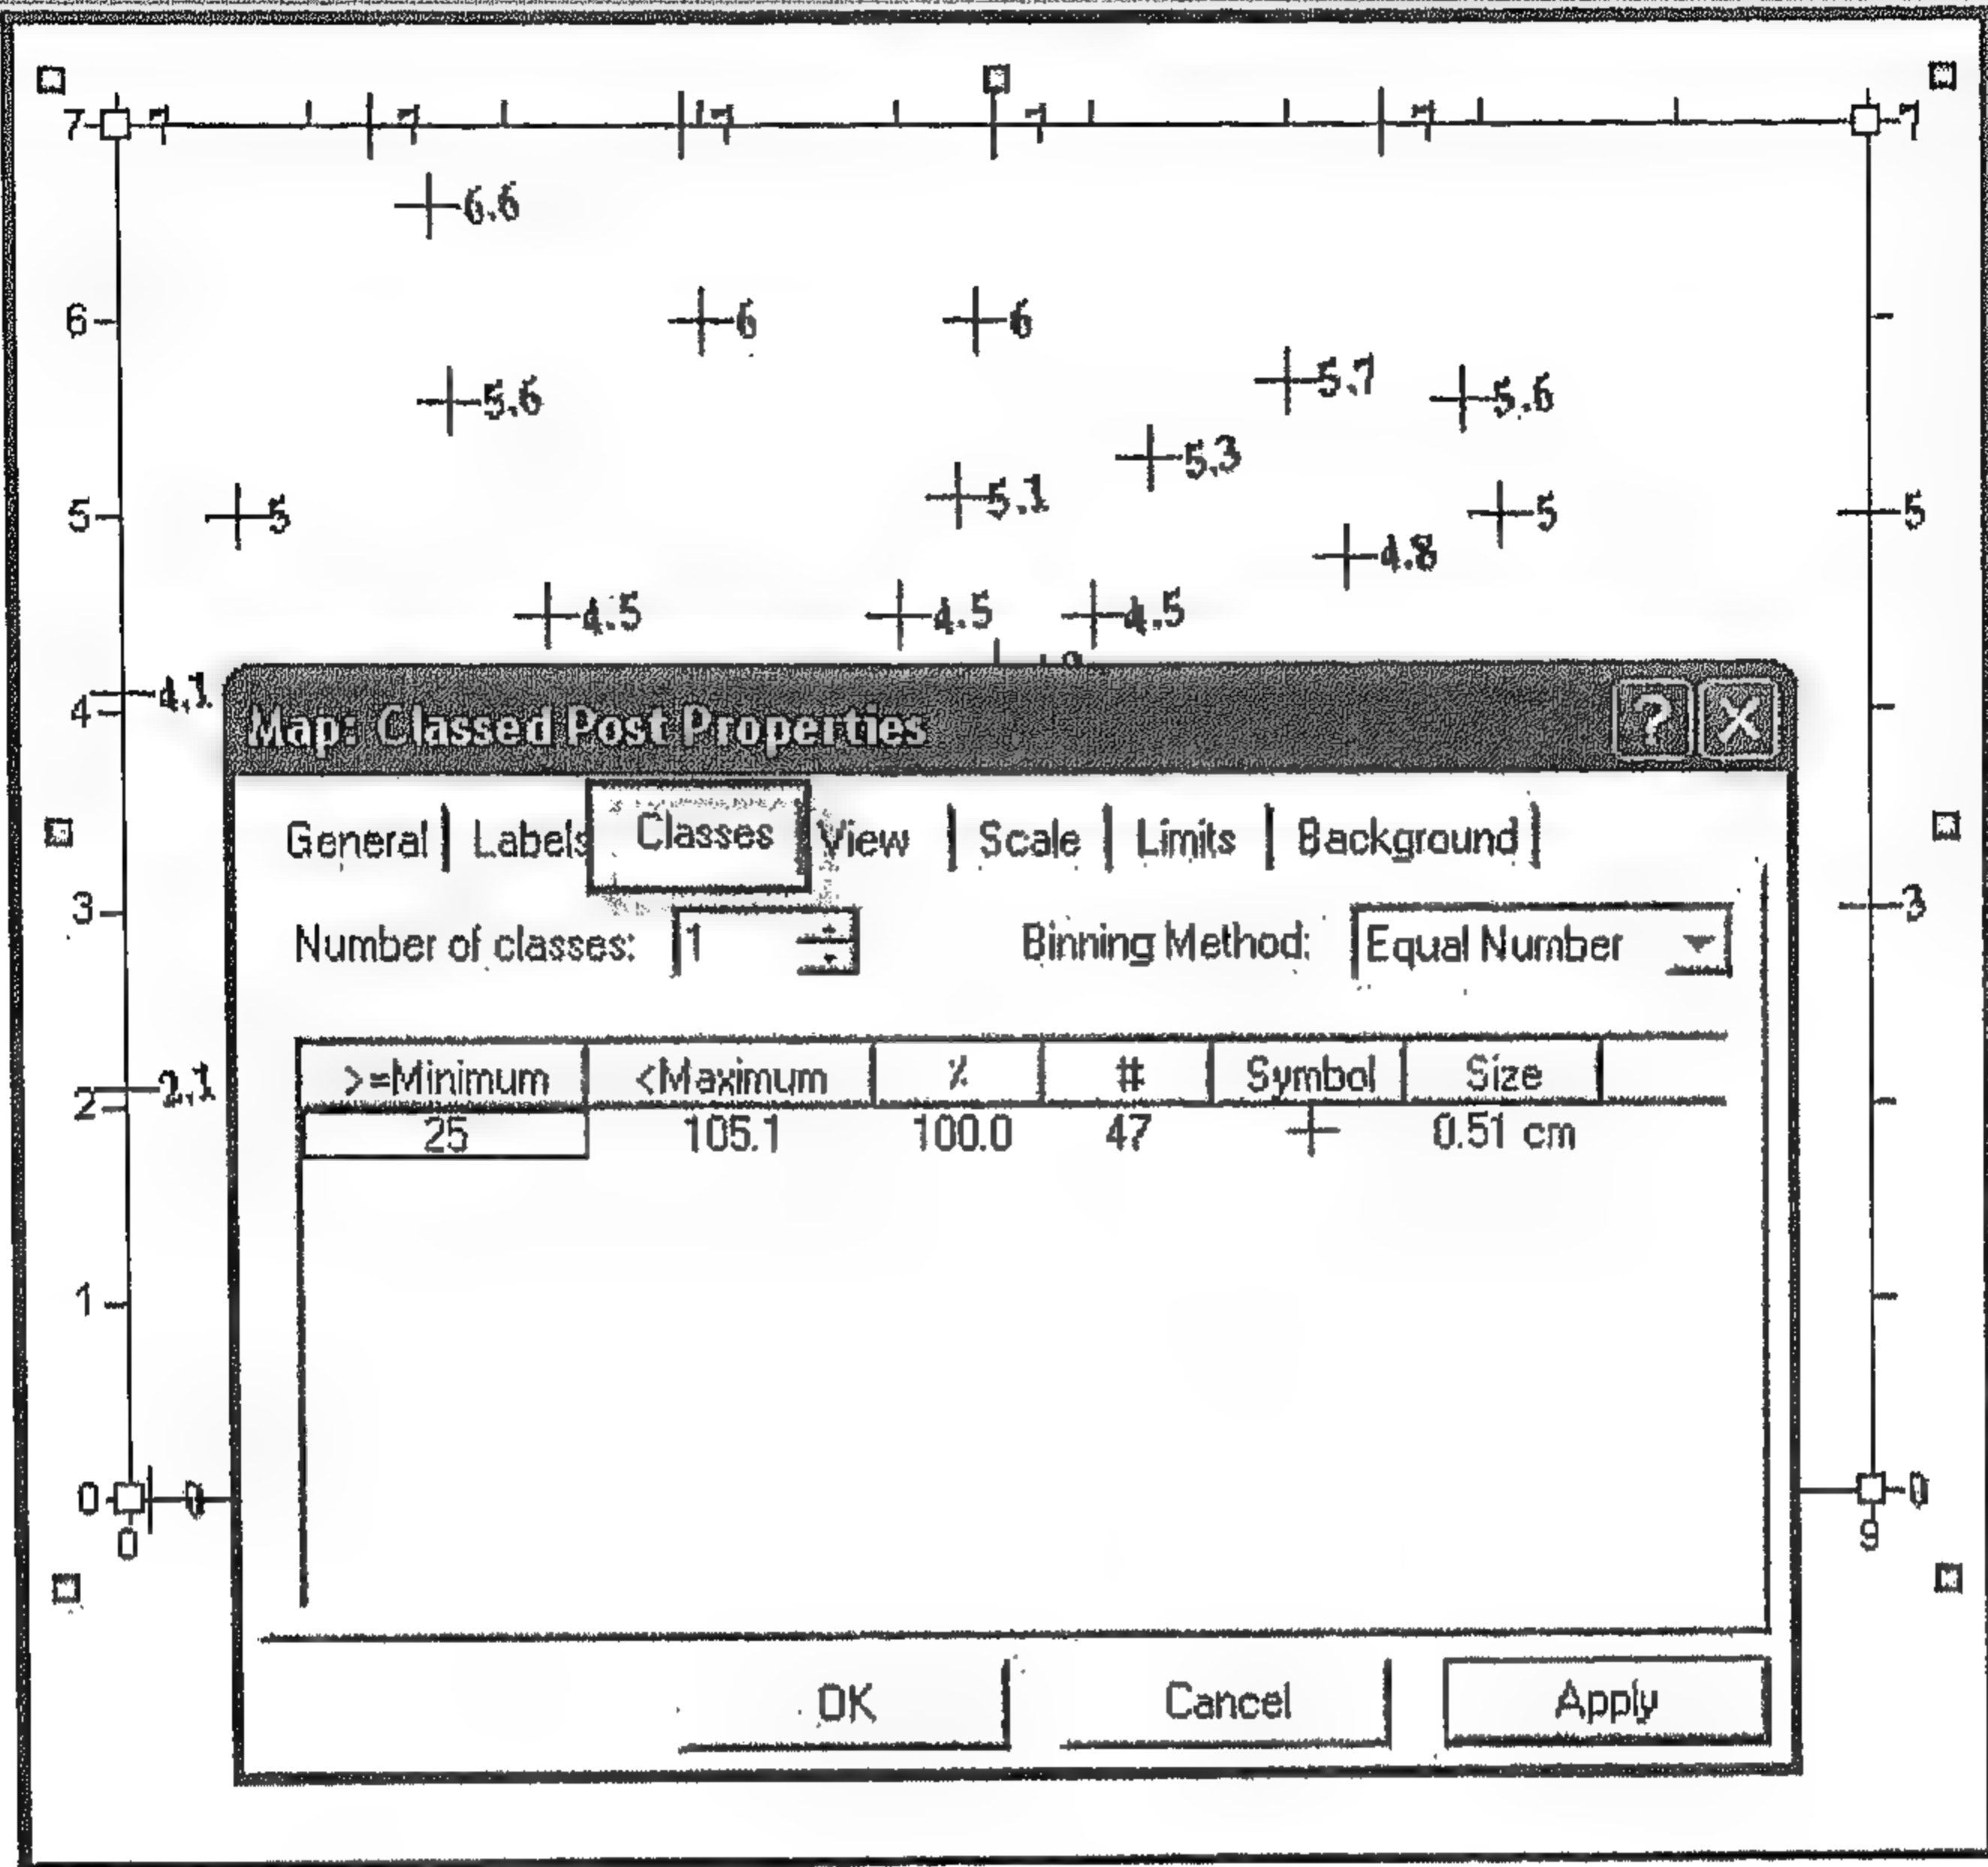 7 7 7 7 7 7 7
6.6
6 6 6
5.6 5.7 5.6
5.3
5.1
5 5 5 5
4.8
4.5 4.5 4.5
4 4.1
Map: Classed Post Properties ? X
General Labels Classes View Scale Limits Background
3 3
Number of classes: 1 Binning Method: Equal Number
>=Minimum <Maximum % # Symbol Size
2 2.1
25 105.1 100.0 47 0.51 cm
1
0 0 0
0 9
OK Cancel Apply